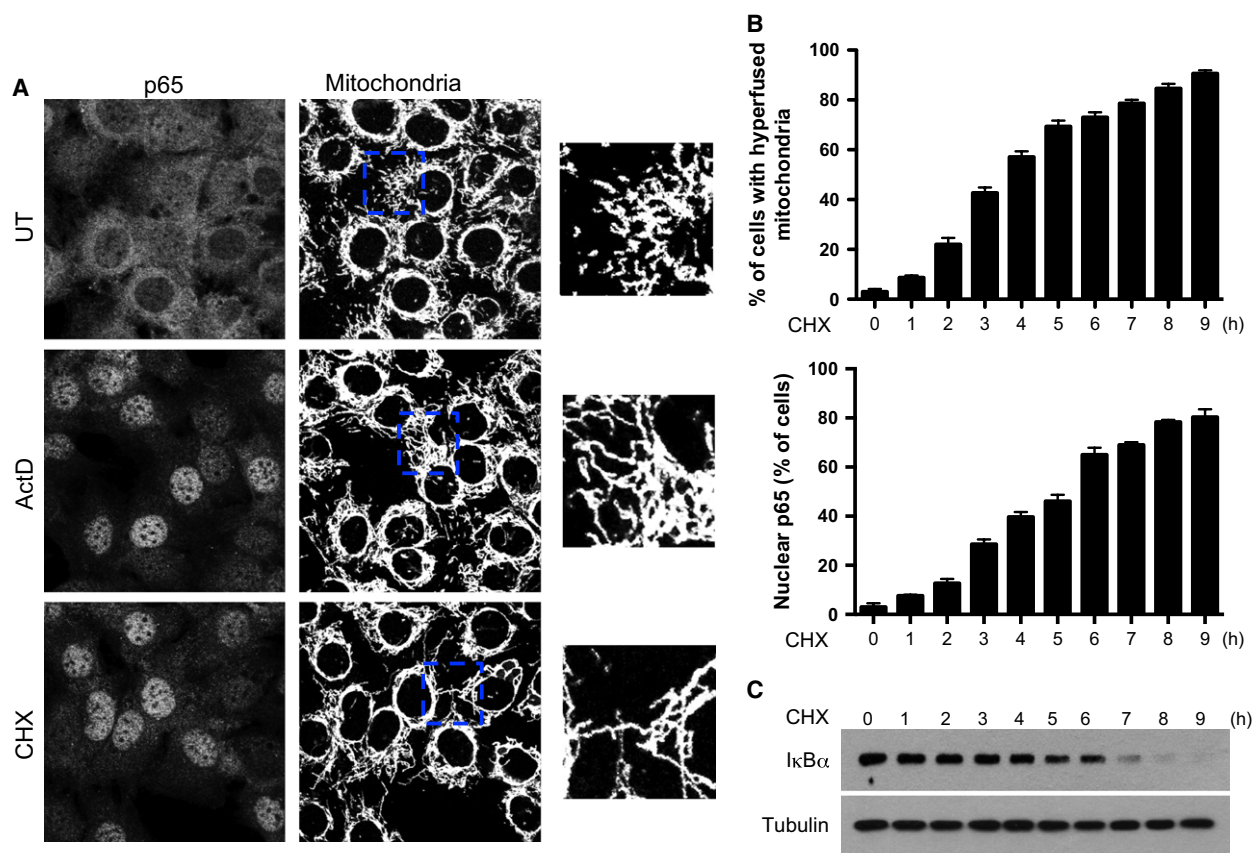 A
p65
Mitochondria
UT
ActD
CHX
B
% of cells with hyperfused
mitochondria
100
80
60
40
20
0
CHX 0 1 2 3 4 5 6 7 8 9 (h)
Nuclear p65 (% of cells)
100
80
60
40
20
0
CHX 0 1 2 3 4 5 6 7 8 9 (h)
C
CHX 0 1 2 3 4 5 6 7 8 9 (h)
IκBα
Tubulin